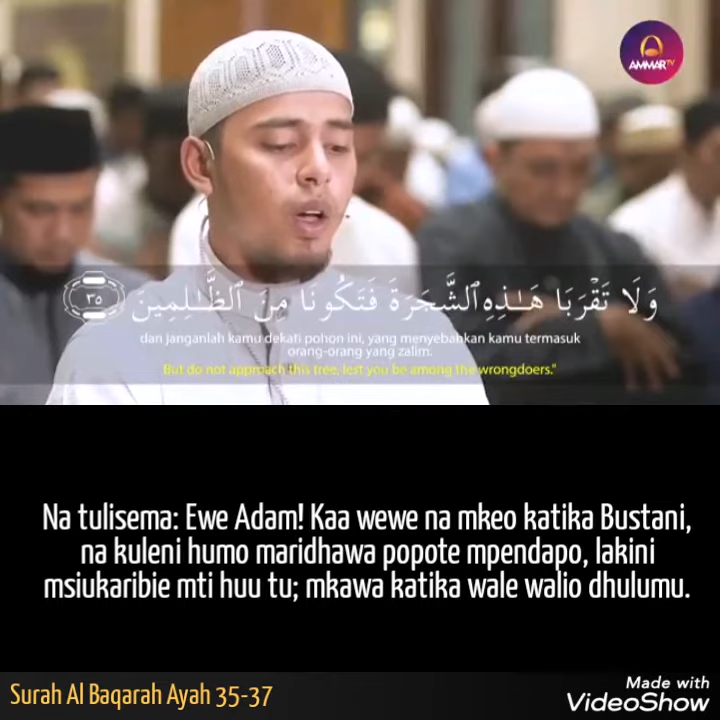 AMMAR TV
وَلَا تَقْرَبَا هَـٰذِهِ ٱلشَّجَرَةَ فَتَكُونَا مِنَ ٱلظَّـٰلِمِينَ ٣٥
dan janganlah kamu dekati pohon ini, yang menyebabkan kamu termasuk
orang-orang yang zalim.
But do not approach this tree, lest you be among the wrongdoers."
Na tulisema: Ewe Adam! Kaa wewe na mkeo katika Bustani,
na kuleni humo maridhawa popote mpendapo, lakini
msiukaribie mti huu tu; mkawa katika wale walio dhulumu.
Surah Al Baqarah Ayah 35-37
Made with
VideoShow